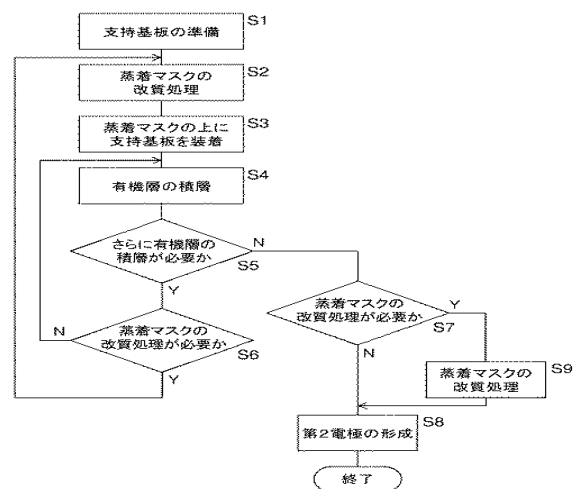 支持基板の準備
S1
蒸着マスクの
改質処理
S2
蒸着マスクの上に
支持基板を装着
S3
有機層の積層
S4
さらに有機層の
積層が必要か
S5
N
Y
蒸着マスクの
改質処理が必要か
S6
N
Y
蒸着マスクの
改質処理が必要か
S7
Y
N
蒸着マスクの
改質処理
S9
第2電極の形成
S8
終了